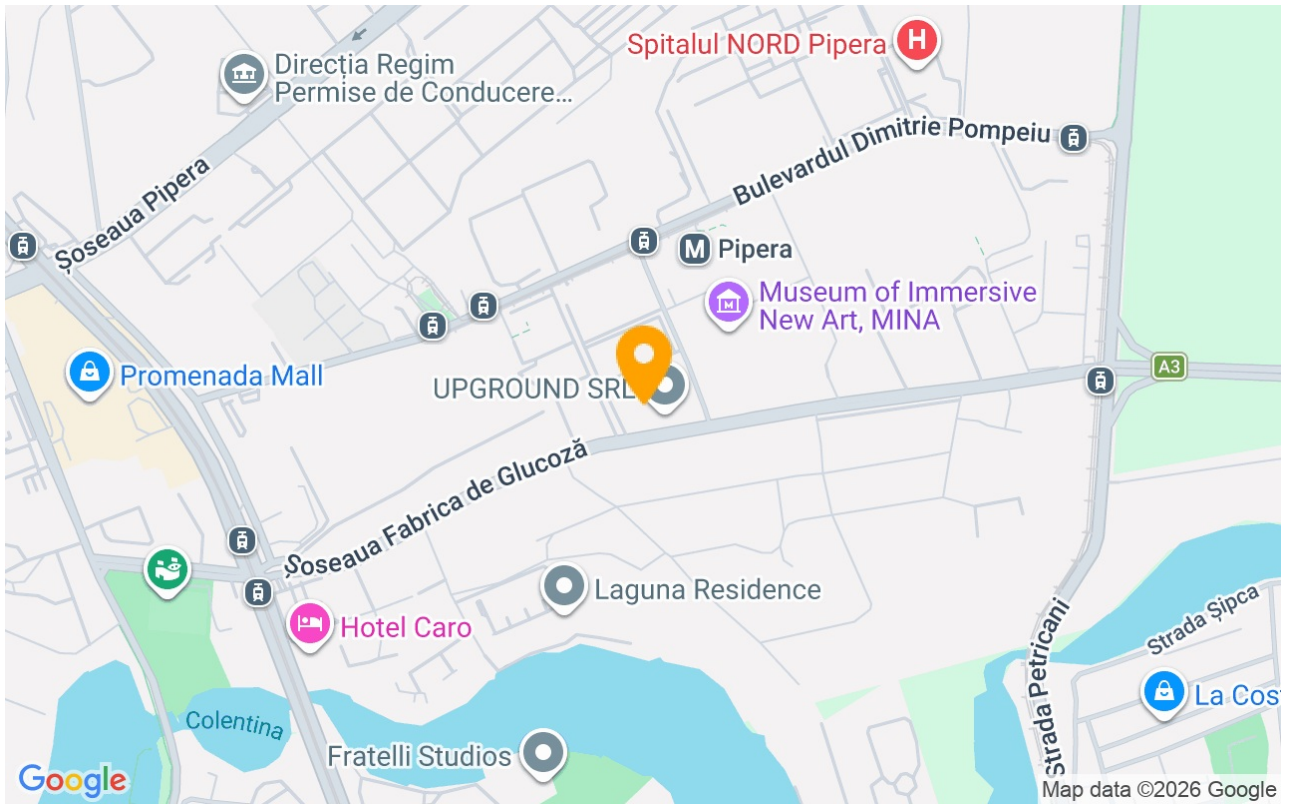 Spitalul NORD Pipera
H
Direcția Regim
Permise de Conducere...
Bulevardul Dimitrie Pompeiu
Șoseaua Pipera
M Pipera
Museum of Immersive
New Art, MINA
A3
Promenada Mall
UPGROUND SRL
Șoseaua Fabrica de Glucoză
Laguna Residence
Hotel Caro
Strada Șipca
Strada Petricani
La Cos
Colentina
Fratelli Studios
Google
Map data ©2026 Google